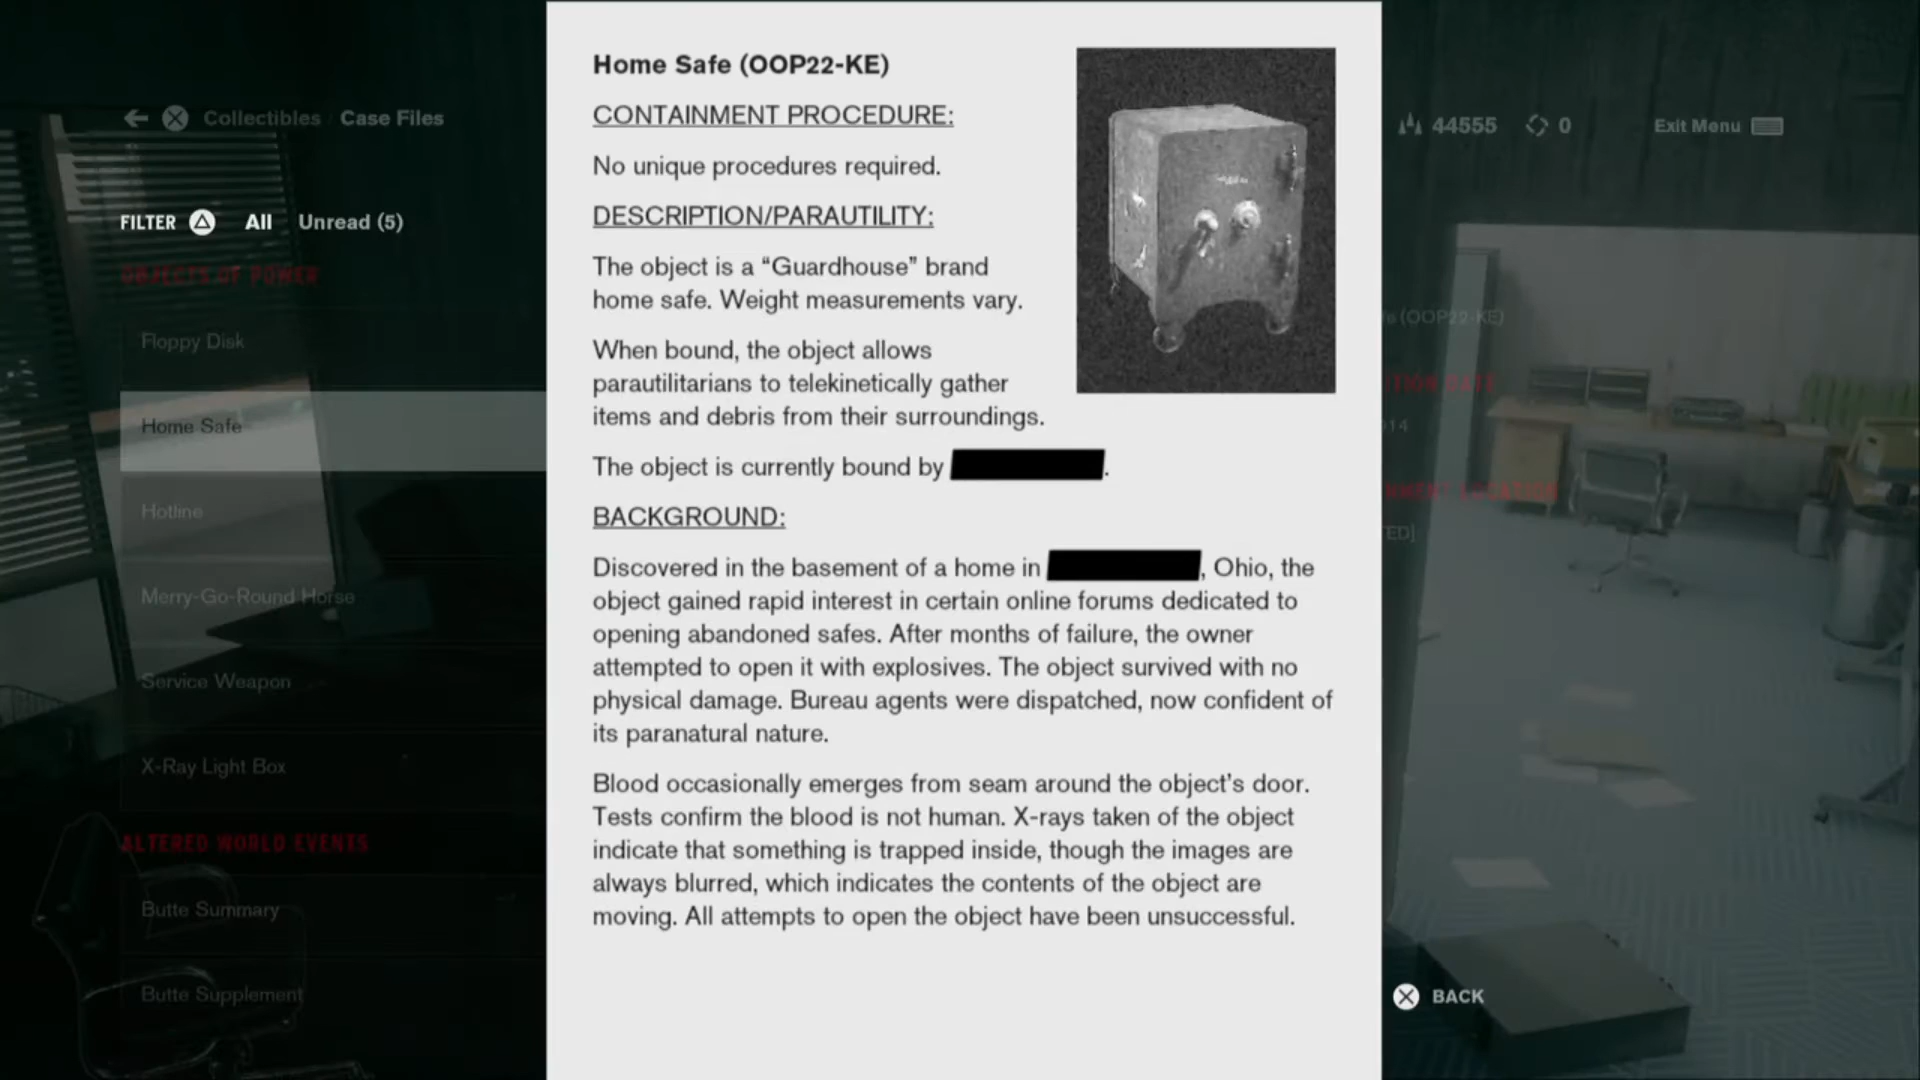 Collectibles / Case Files
44555
0
Exit Menu
FILTER All Unread (5)
OBJECTS OF POWER
Floppy Disk
Home Safe
Hotline
Merry-Go-Round Horse
Service Weapon
X-Ray Light Box
ALTERED WORLD EVENTS
Butte Summary
Butte Supplement
Home Safe (OOP22-KE)
CONTAINMENT PROCEDURE:
No unique procedures required.
DESCRIPTION/PARAUTILITY:
The object is a “Guardhouse” brand
home safe. Weight measurements vary.
When bound, the object allows
parautilitarians to telekinetically gather
items and debris from their surroundings.
The object is currently bound by .
BACKGROUND:
Discovered in the basement of a home in , Ohio, the
object gained rapid interest in certain online forums dedicated to
opening abandoned safes. After months of failure, the owner
attempted to open it with explosives. The object survived with no
physical damage. Bureau agents were dispatched, now confident of
its paranatural nature.
Blood occasionally emerges from seam around the object’s door.
Tests confirm the blood is not human. X-rays taken of the object
indicate that something is trapped inside, though the images are
always blurred, which indicates the contents of the object are
moving. All attempts to open the object have been unsuccessful.
(OOP22-KE)
BACK